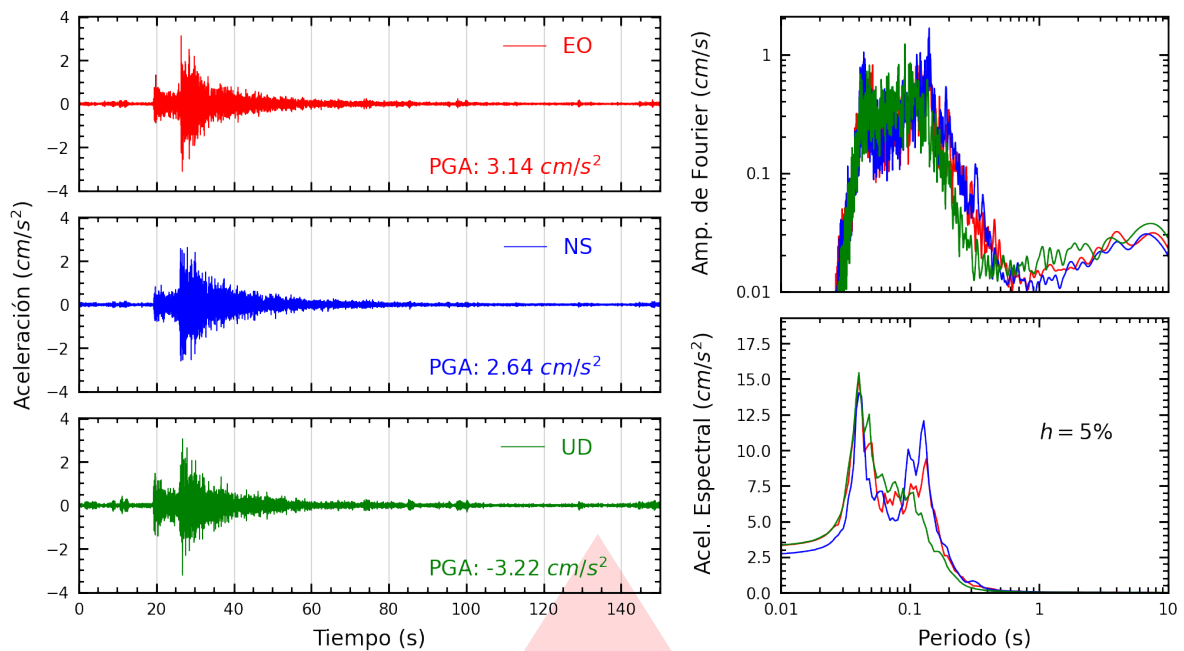 Aceleración (cm/s²)
4
2
0
−2
−4
EO
PGA: 3.14 cm/s²
4
2
0
−2
−4
NS
PGA: 2.64 cm/s²
4
2
0
−2
−4
UD
PGA: -3.22 cm/s²
0 20 40 60 80 100 120 140
Tiempo (s)
Amp. de Fourier (cm/s)
1
0.1
0.01
Acel. Espectral (cm/s²)
17.5
15.0
12.5
10.0
7.5
5.0
2.5
0.0
h = 5%
0.01 0.1 1 10
Periodo (s)